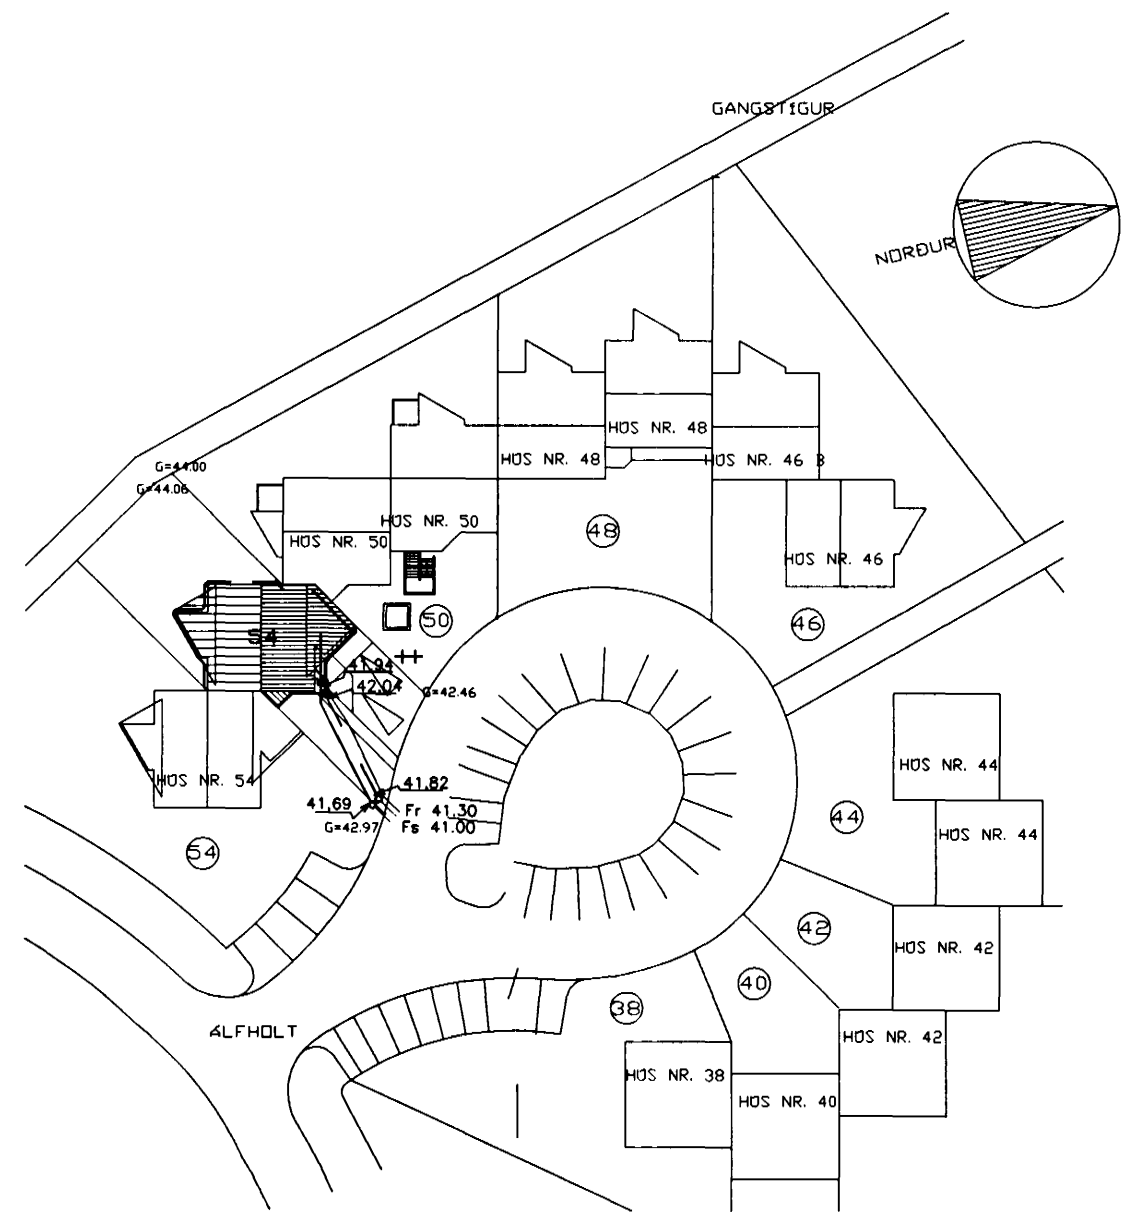 GANGSTÍGUR
NORÐUR
HÚS NR. 48
HÚS NR. 48
HÚS NR. 46 B
G=44.00
G=44.06
HÚS NR. 50
HÚS NR. 50
48
HÚS NR. 46
50
46
54
41,94
42,04
G=42.46
HÚS NR. 54
HÚS NR. 44
41,82
41,69
Fr 41,30
G=42.97
Fs 41.00
44
HÚS NR. 44
54
42
HÚS NR. 42
40
38
ÁLFHOLT
HÚS NR. 42
HÚS NR. 38
HÚS NR. 40